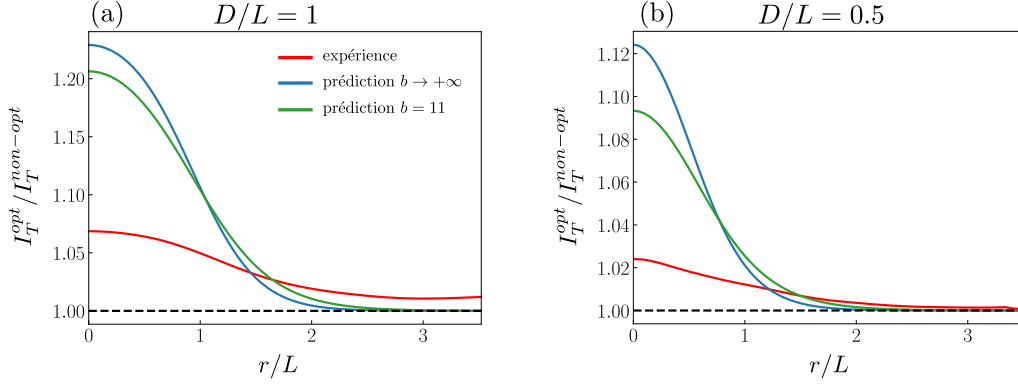 (a) D/L = 1
I_T^{opt}/I_T^{non-opt}
1.20
1.15
1.10
1.05
1.00
expérience
prédiction b → +∞
prédiction b = 11
0 1 2 3
r/L
(b) D/L = 0.5
I_T^{opt}/I_T^{non-opt}
1.12
1.10
1.08
1.06
1.04
1.02
1.00
0 1 2 3
r/L